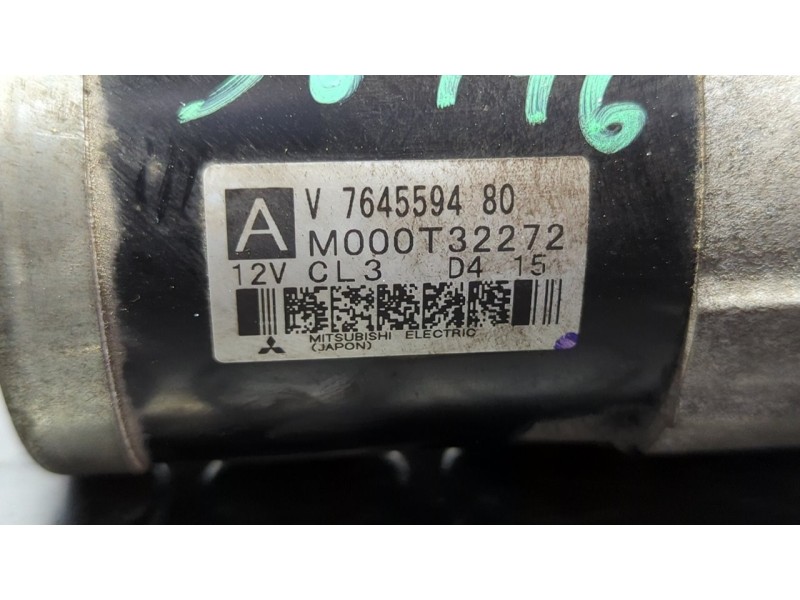 A
V 7645594 80
M000T32272
12V CL3 D4 15
MITSUBISHI ELECTRIC
(JAPON)